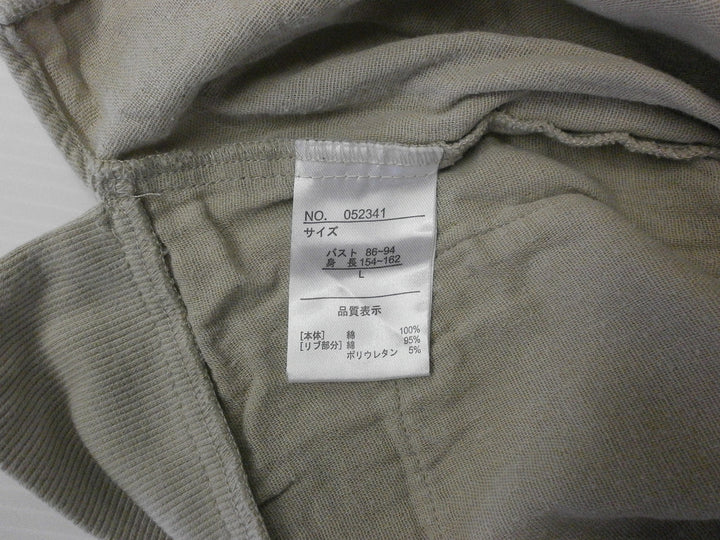 NO. 052341
サイズ
バスト 86~94
身 長 154~162
L
品質表示
[本体] 綿 100%
[リブ部分] 綿 95%
ポリウレタン 5%